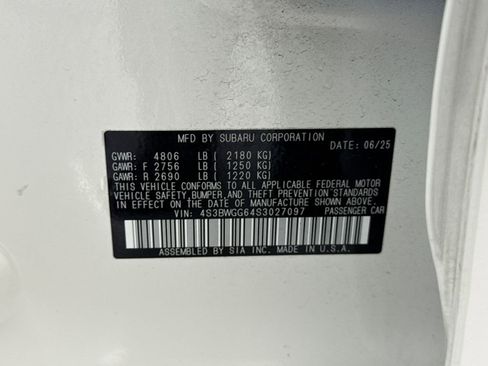 MFD BY SUBARU CORPORATION DATE: 06/25
GVWR: 4806 LB ( 2180 KG)
GAWR: F 2756 LB ( 1250 KG)
GAWR: R 2690 LB ( 1220 KG)
THIS VEHICLE CONFORMS TO ALL APPLICABLE FEDERAL MOTOR
VEHICLE SAFETY,BUMPER,AND THEFT PREVENTION STANDARDS
IN EFFECT ON THE DATE OF MANUFACTURE SHOWN ABOVE.
VIN: 4S3BWGG64S3027097 PASSENGER CAR
ASSEMBLED BY SIA INC. MADE IN U.S.A.